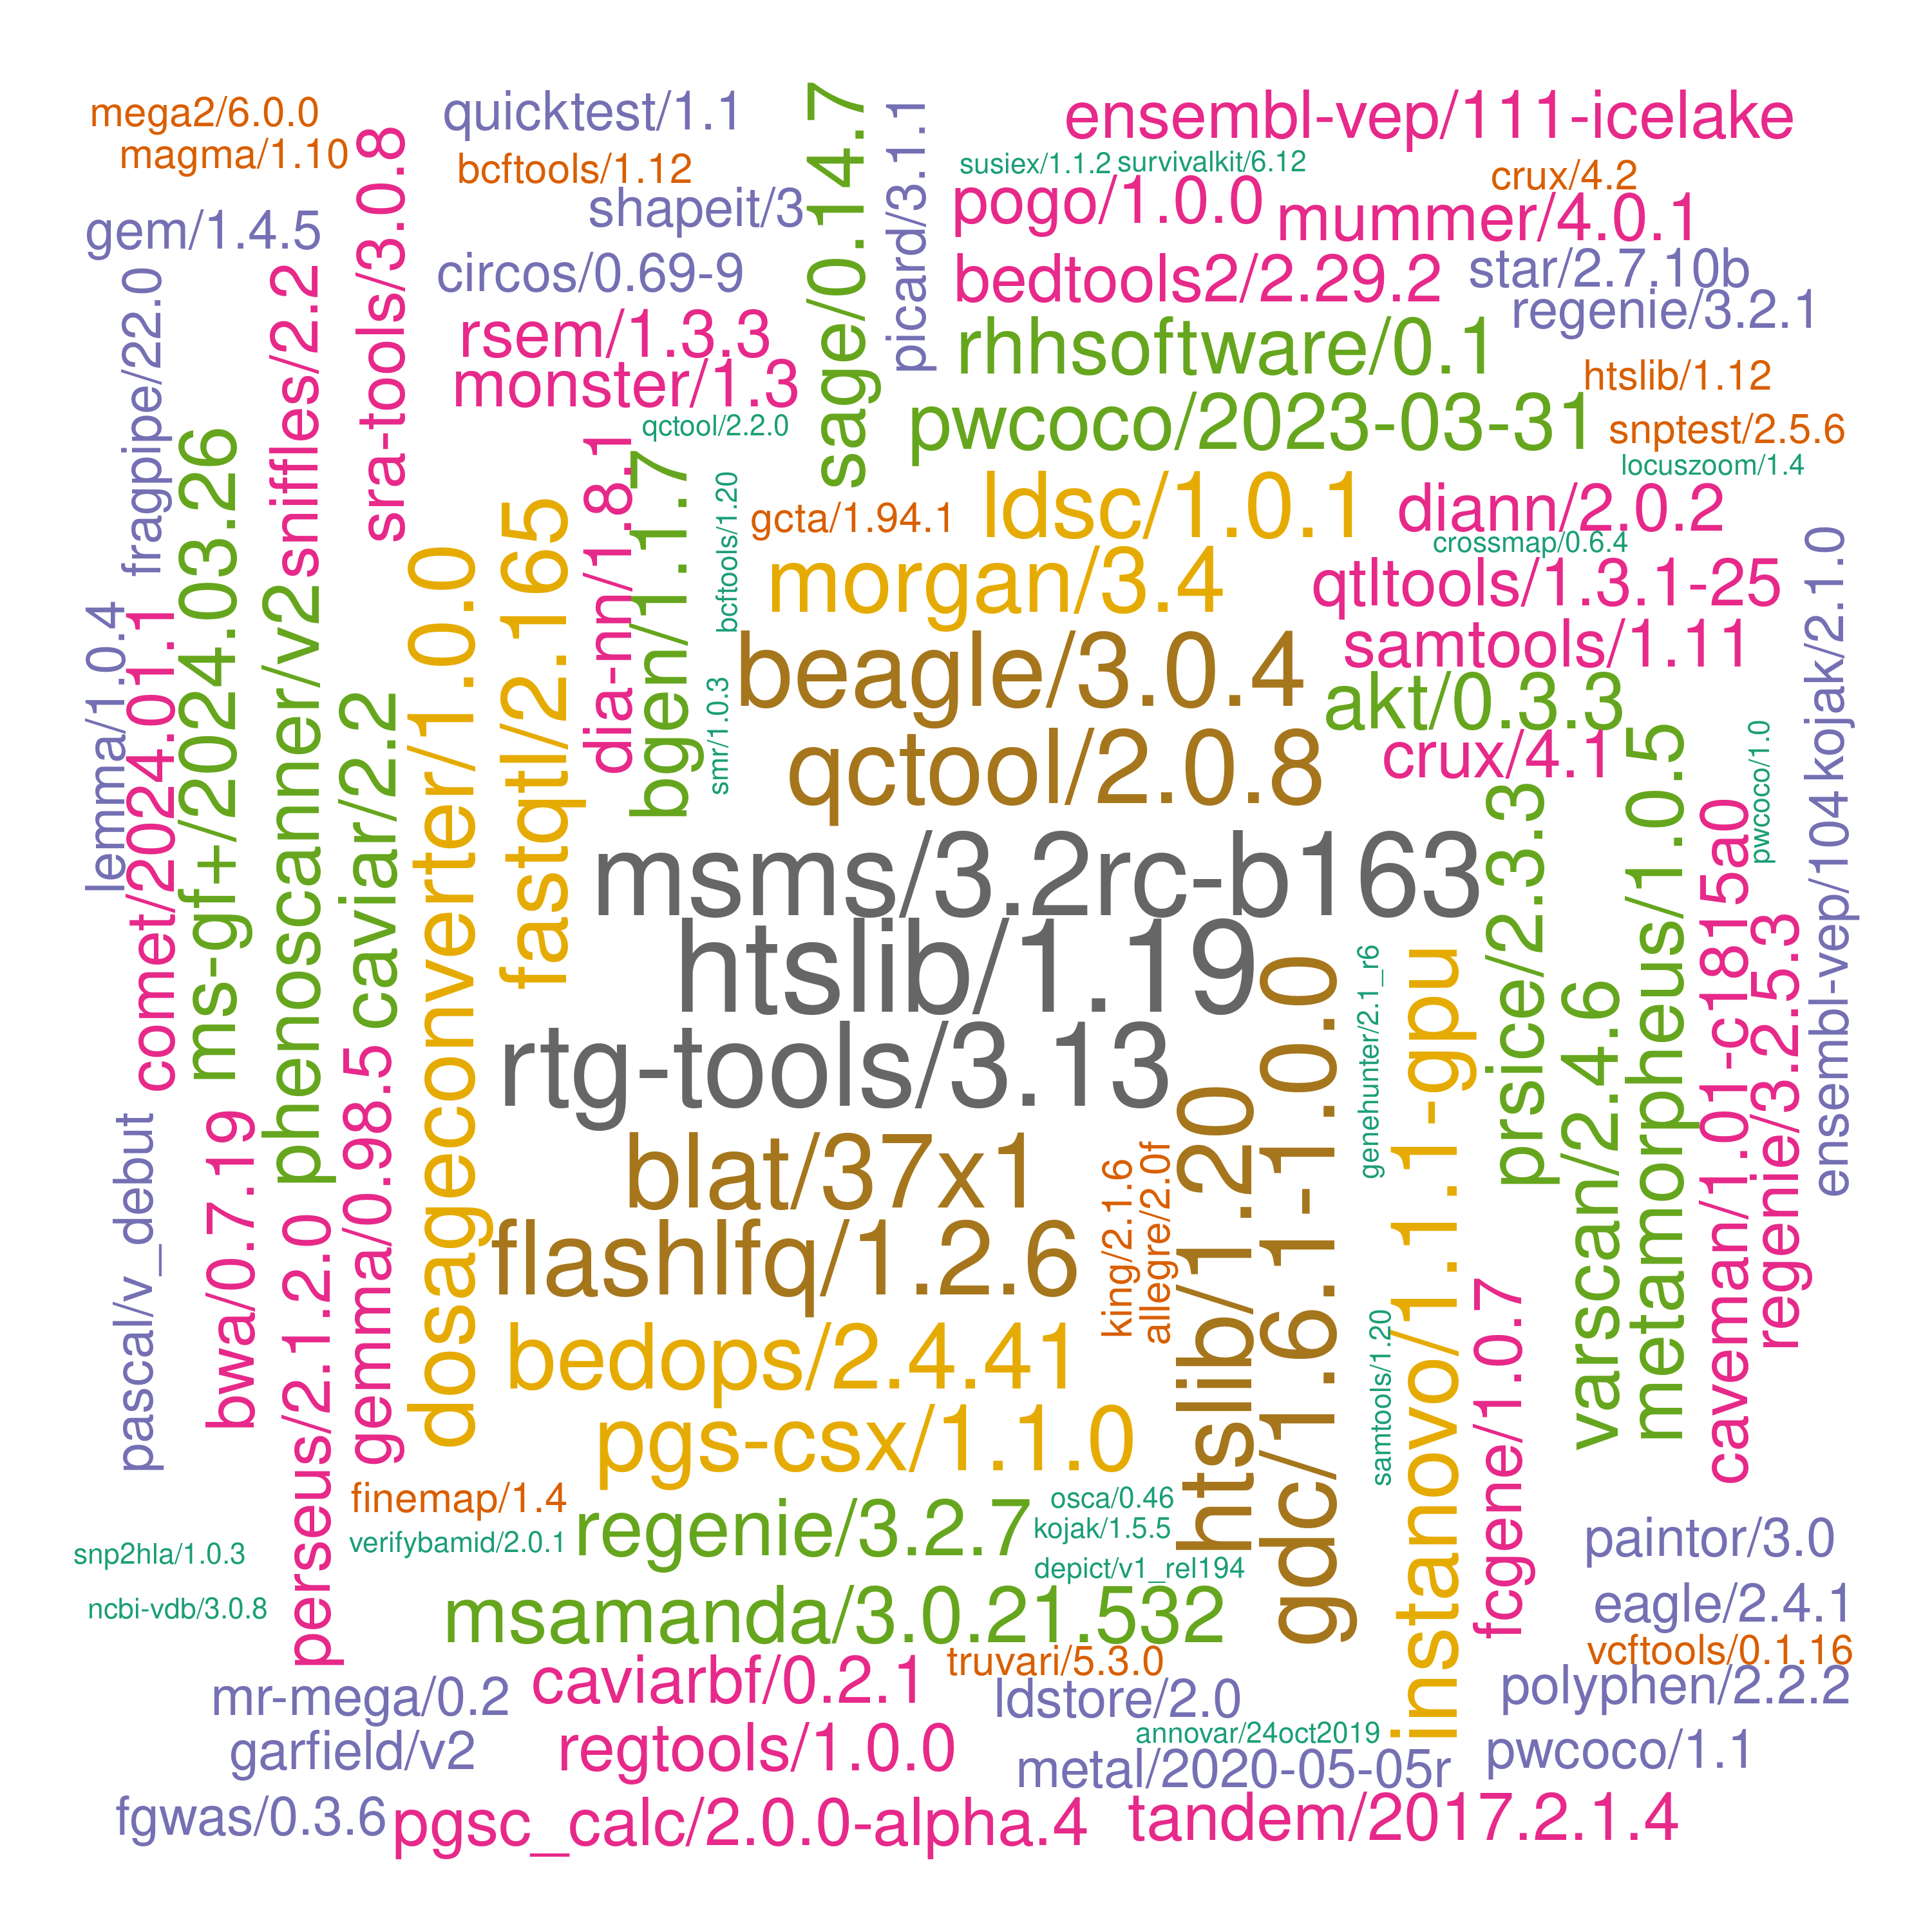 mega2/6.0.0
magma/1.10
quicktest/1.1
bcftools/1.12
shapeit/3
gem/1.4.5
circos/0.69-9
rsem/1.3.3
monster/1.3
qctool/2.2.0
sra-tools/3.0.8
sage/0.14.7
picard/3.1.1
ensembl-vep/111-icelake
susiex/1.1.2
survivalkit/6.12
crux/4.2
pogo/1.0.0
mummer/4.0.1
bedtools2/2.29.2
star/2.7.10b
regenie/3.2.1
rhhsoftware/0.1
htslib/1.12
pwcoco/2023-03-31
snptest/2.5.6
locuszoom/1.4
fragpipe/22.0
sniffles/2.2
ms-gf+/2024.03.26
lemma/1.0.4
comet/2024.01.1
phenoscanner/v2
caviar/2.2
dosageconverter/1.0.0
fastqtl/2.165
dia-nn/1.8.1
bgen/1.1.7
bcftools/1.20
smr/1.0.3
gcta/1.94.1
ldsc/1.0.1
diann/2.0.2
crossmap/0.6.4
morgan/3.4
qtltools/1.3.1-25
beagle/3.0.4
samtools/1.11
akt/0.3.3
qctool/2.0.8
crux/4.1
kojak/2.1.0
pwcoco/1.0
msms/3.2rc-b163
htslib/1.19
rtg-tools/3.13
prsice/2.3.3
metamorpheus/1.0.5
caveman/1.01-c1815a0
ensembl-vep/104
regenie/3.2.5.3
varscan/2.4.6
genehunter/2.1_r6
instanovo/1.1.1-gpu
gdc/1.6.1-1.0.0
htslib/1.20
pascal/v_debut
bwa/0.7.19
perseus/2.1.2.0
gemma/0.98.5
blat/37x1
king/2.1.6
allegre/2.0f
flashlfq/1.2.6
samtools/1.20
fcgene/1.0.7
bedops/2.4.41
pgs-csx/1.1.0
finemap/1.4
verifybamid/2.0.1
regenie/3.2.7
osca/0.46
kojak/1.5.5
depict/v1_rel194
paintor/3.0
snp2hla/1.0.3
ncbi-vdb/3.0.8
msamanda/3.0.21.532
eagle/2.4.1
truvari/5.3.0
vcftools/0.1.16
mr-mega/0.2
caviarbf/0.2.1
ldstore/2.0
polyphen/2.2.2
garfield/v2
regtools/1.0.0
annovar/24oct2019
metal/2020-05-05r
pwcoco/1.1
fgwas/0.3.6
pgsc_calc/2.0.0-alpha.4
tandem/2017.2.1.4